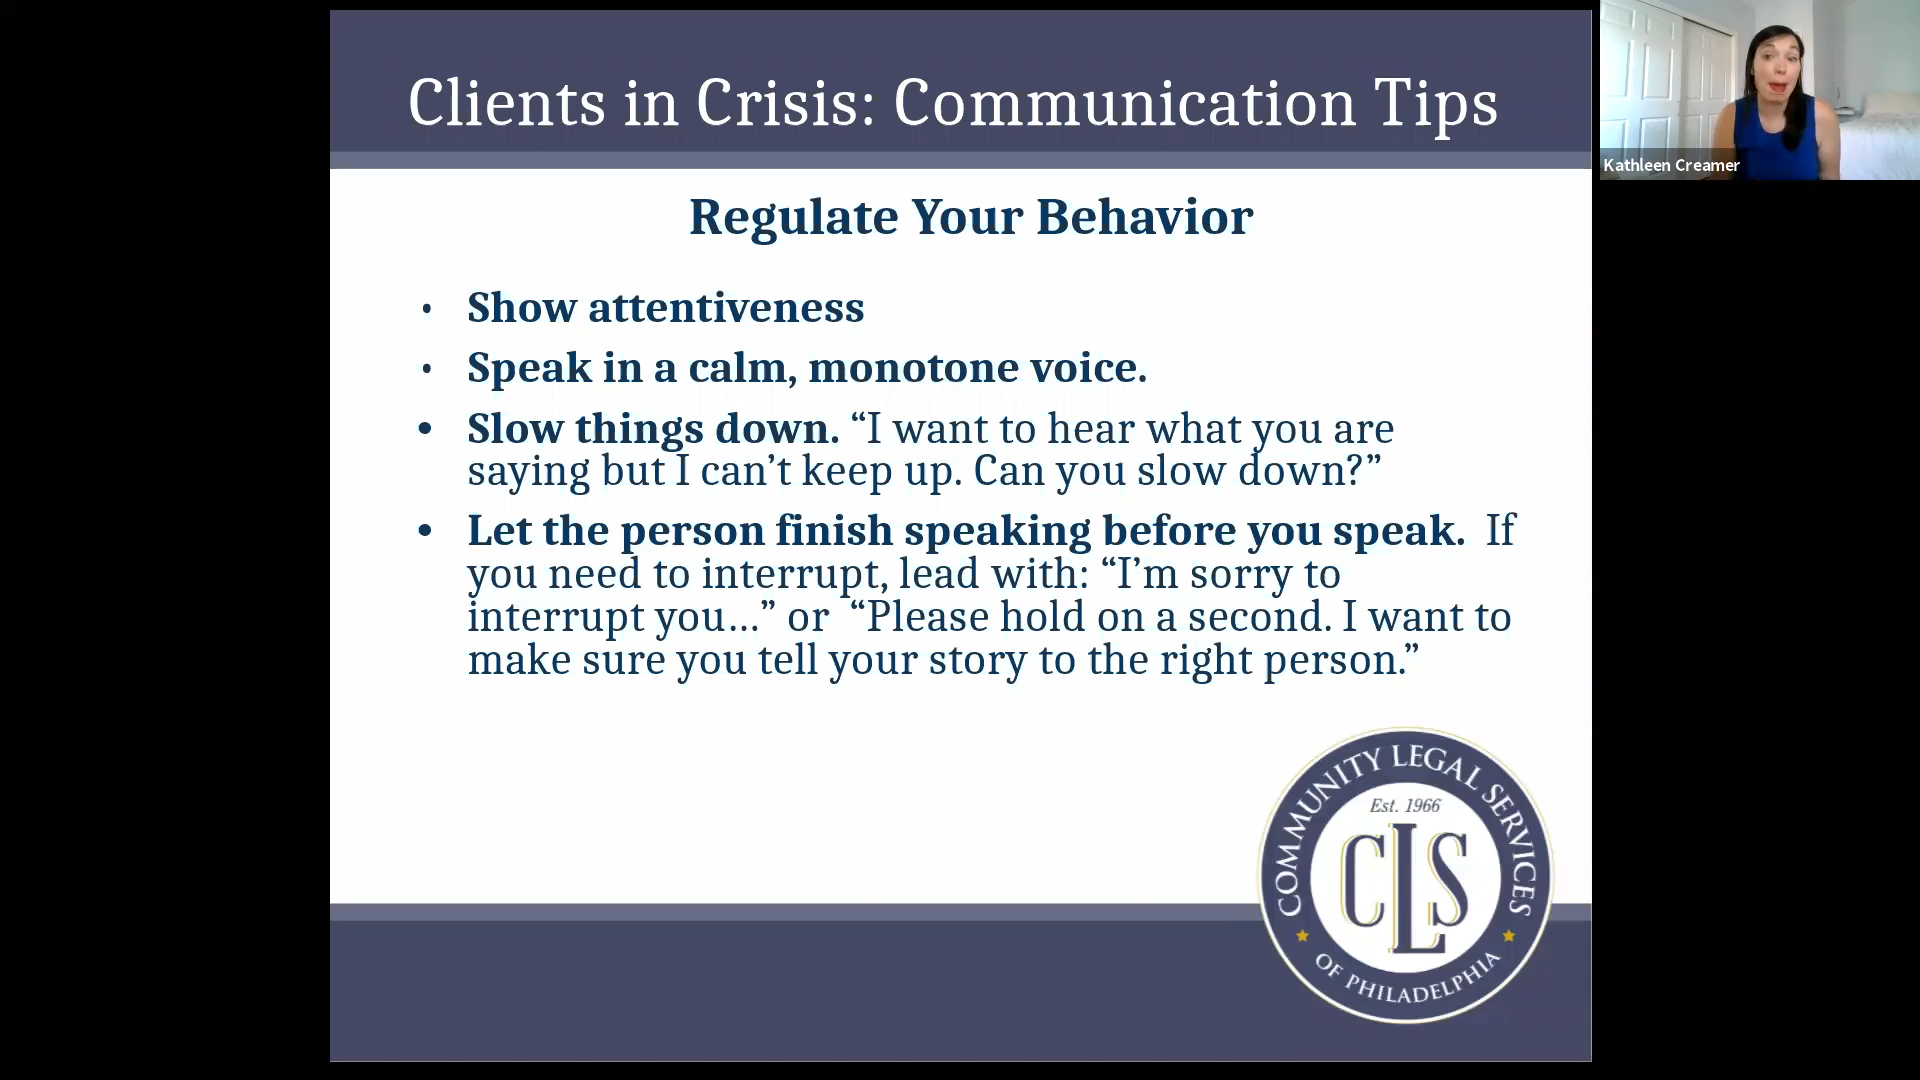 Clients in Crisis: Communication Tips
Kathleen Creamer
Regulate Your Behavior
• Show attentiveness
• Speak in a calm, monotone voice.
• Slow things down. “I want to hear what you are
saying but I can’t keep up. Can you slow down?”
• Let the person finish speaking before you speak.  If
you need to interrupt, lead with: “I’m sorry to
interrupt you…” or  “Please hold on a second. I want to
make sure you tell your story to the right person.”
COMMUNITY LEGAL SERVICES
Est. 1966
CLS
OF PHILADELPHIA